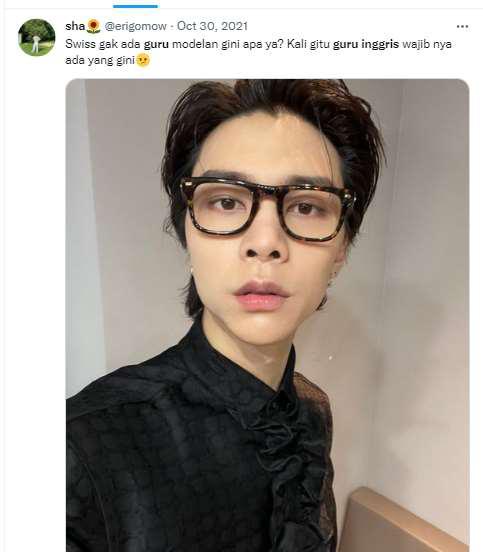 sha🌻 @erigomow · Oct 30, 2021
Swiss gak ada guru modelan gini apa ya? Kali gitu guru inggris wajib nya
ada yang gini😕